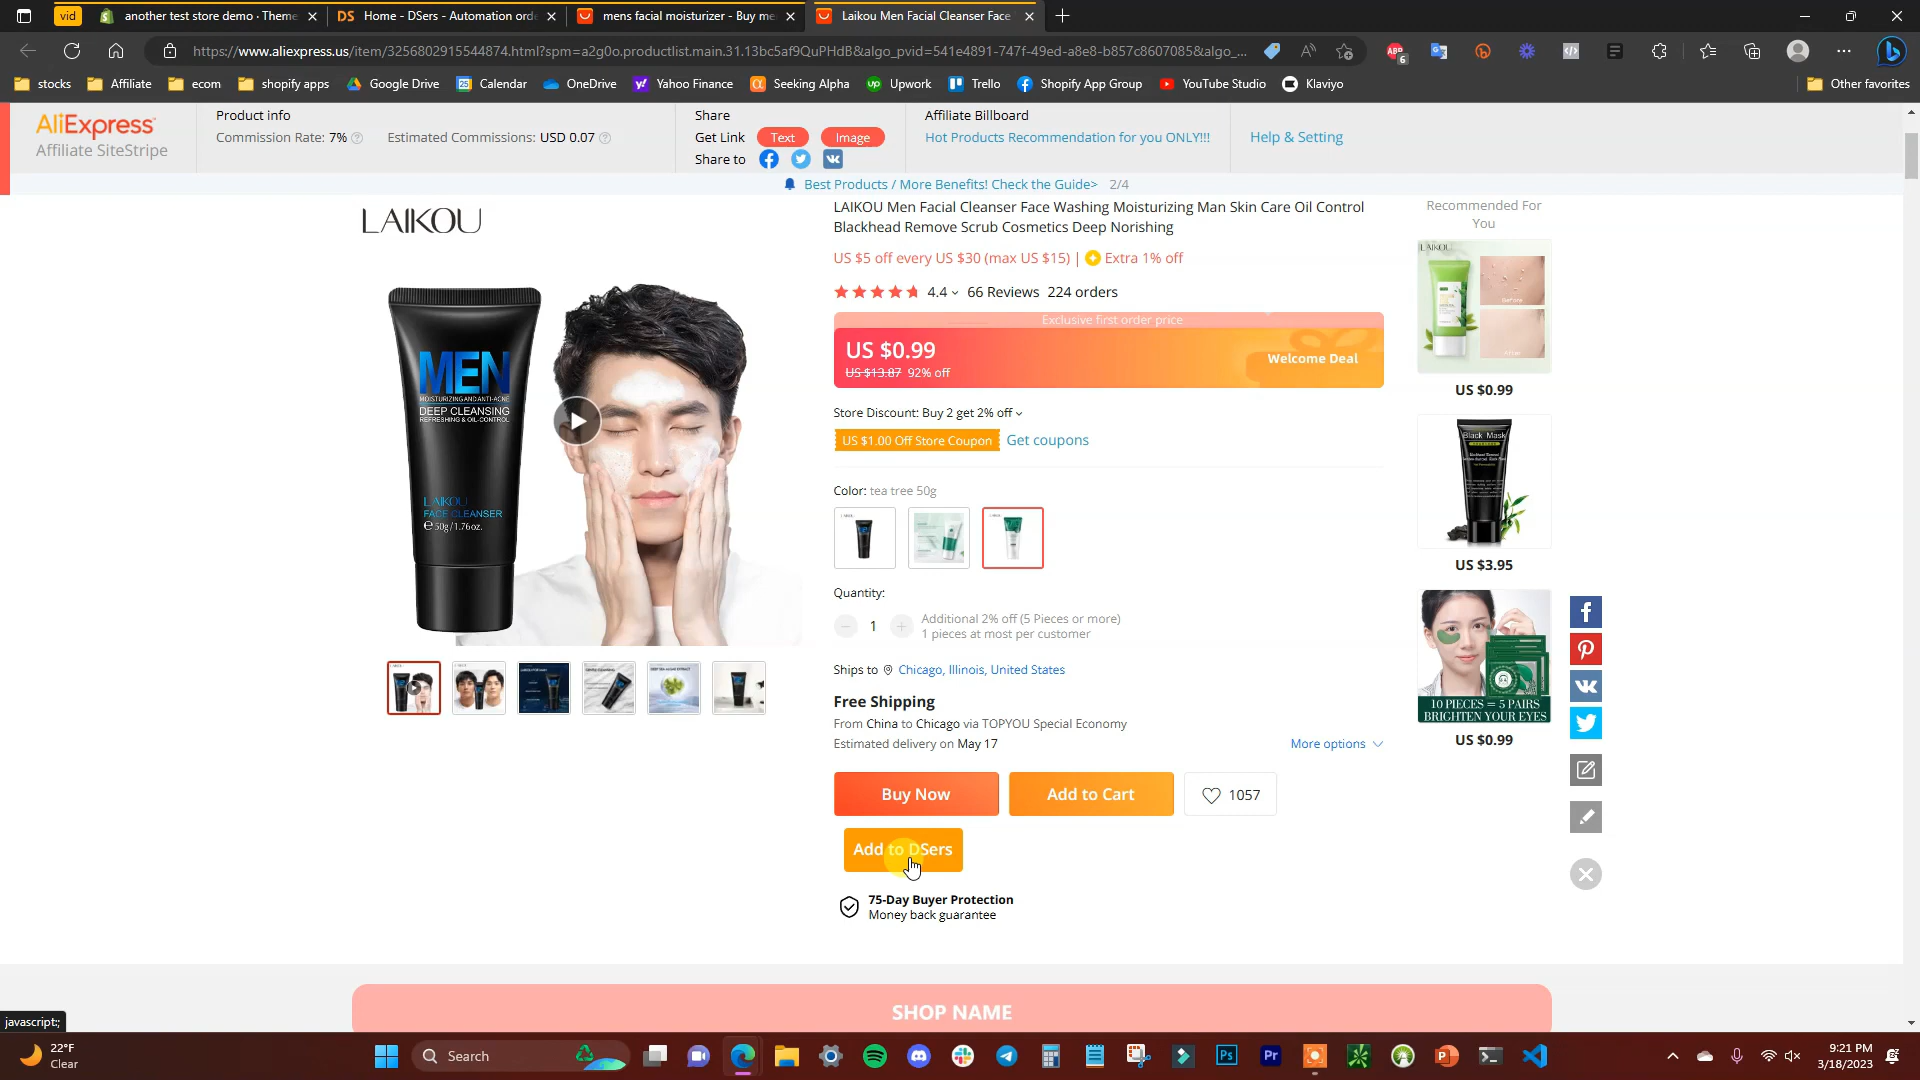 vid
another test store demo · Theme
Home - DSers - Automation orde
mens facial moisturizer - Buy me
Laikou Men Facial Cleanser Face
https://www.aliexpress.us/item/3256802915544874.html?spm=a2g0o.productlist.main.31.13bc5af9QuPHdB&algo_pvid=541e4891-747f-49ed-a8e8-b857c8607085&algo_...
ABP
6
stocks
Affiliate
ecom
shopify apps
Google Drive
Calendar
OneDrive
Yahoo Finance
Seeking Alpha
Upwork
Trello
Shopify App Group
YouTube Studio
Klaviyo
Other favorites
AliExpress
Affiliate SiteStripe
Product info
Commission Rate: 7%
Estimated Commissions: USD 0.07
Share
Get Link Text Image
Share to
Affiliate Billboard
Hot Products Recommendation for you ONLY!!!
Help & Setting
Best Products / More Benefits! Check the Guide> 2/4
LAIKOU
MEN
MOISTURIZINGANDANTI-ACNE
DEEP CLEANSING
REFRESHING & OIL-CONTROL
LAIKOU
FACE CLEANSER
℮50g/1.76oz.
LAIKOU Men Facial Cleanser Face Washing Moisturizing Man Skin Care Oil Control
Blackhead Remove Scrub Cosmetics Deep Norishing
US $5 off every US $30 (max US $15) | Extra 1% off
4.4 66 Reviews 224 orders
Exclusive first order price
US $0.99
US $13.87 92% off
Welcome Deal
Store Discount: Buy 2 get 2% off
US $1.00 Off Store Coupon Get coupons
Color: tea tree 50g
Quantity:
1
Additional 2% off (5 Pieces or more)
1 pieces at most per customer
Ships to Chicago, Illinois, United States
Free Shipping
From China to Chicago via TOPYOU Special Economy
Estimated delivery on May 17
More options
Buy Now
Add to Cart
1057
Add to DSers
75-Day Buyer Protection
Money back guarantee
Recommended For
You
LAIKOU
Before
After
US $0.99
Black Mask
US $3.95
10 PIECES = 5 PAIRS
BRIGHTEN YOUR EYES
US $0.99
SHOP NAME
javascript:;
22°F
Clear
Search
9:21 PM
3/18/2023